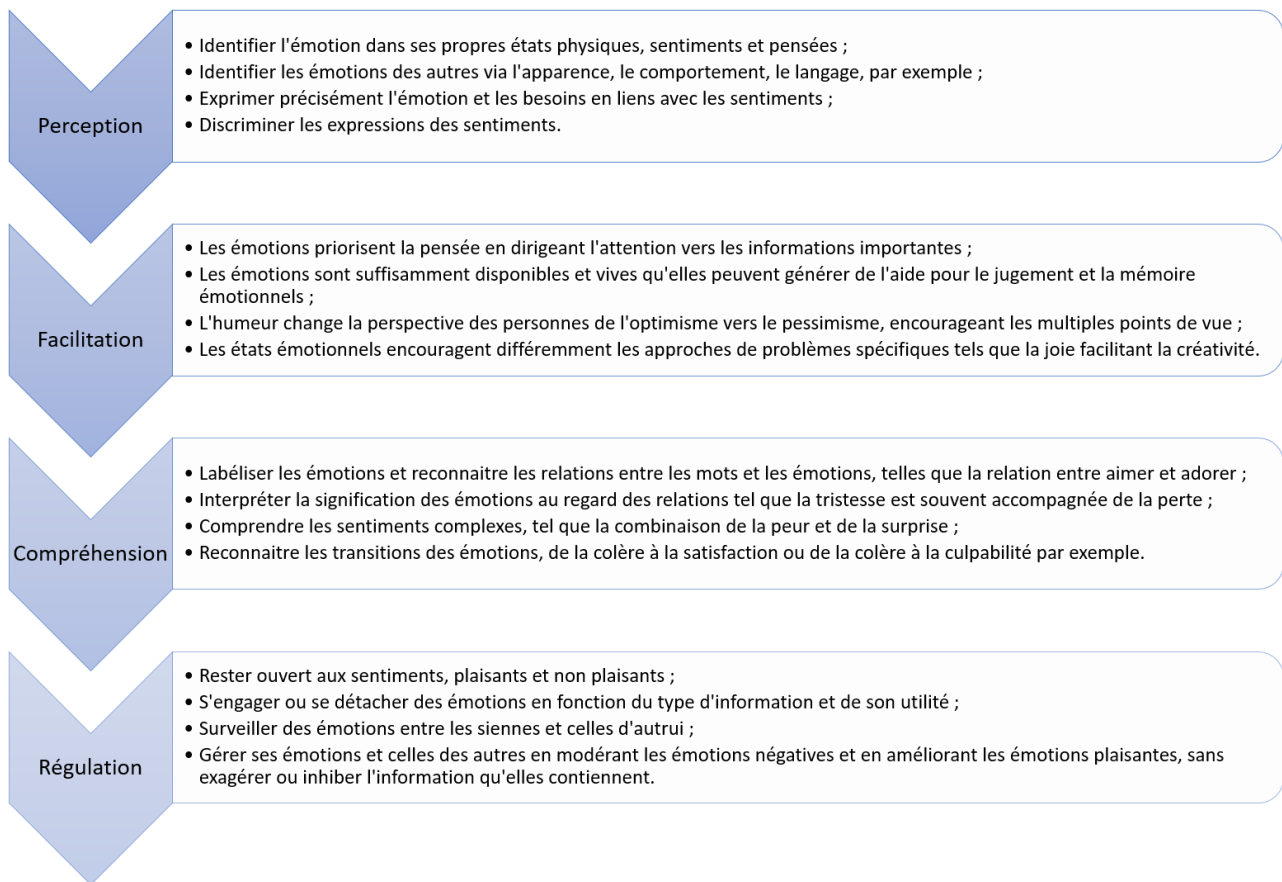 Perception
• Identifier l'émotion dans ses propres états physiques, sentiments et pensées ;
• Identifier les émotions des autres via l'apparence, le comportement, le langage, par exemple ;
• Exprimer précisément l'émotion et les besoins en liens avec les sentiments ;
• Discriminer les expressions des sentiments.
Facilitation
• Les émotions priorisent la pensée en dirigeant l'attention vers les informations importantes ;
• Les émotions sont suffisamment disponibles et vives qu'elles peuvent générer de l'aide pour le jugement et la mémoire
émotionnels ;
• L'humeur change la perspective des personnes de l'optimisme vers le pessimisme, encourageant les multiples points de vue ;
• Les états émotionnels encouragent différemment les approches de problèmes spécifiques tels que la joie facilitant la créativité.
Compréhension
• Labéliser les émotions et reconnaitre les relations entre les mots et les émotions, telles que la relation entre aimer et adorer ;
• Interpréter la signification des émotions au regard des relations tel que la tristesse est souvent accompagnée de la perte ;
• Comprendre les sentiments complexes, tel que la combinaison de la peur et de la surprise ;
• Reconnaitre les transitions des émotions, de la colère à la satisfaction ou de la colère à la culpabilité par exemple.
Régulation
• Rester ouvert aux sentiments, plaisants et non plaisants ;
• S'engager ou se détacher des émotions en fonction du type d'information et de son utilité ;
• Surveiller des émotions entre les siennes et celles d'autrui ;
• Gérer ses émotions et celles des autres en modérant les émotions négatives et en améliorant les émotions plaisantes, sans
exagérer ou inhiber l'information qu'elles contiennent.